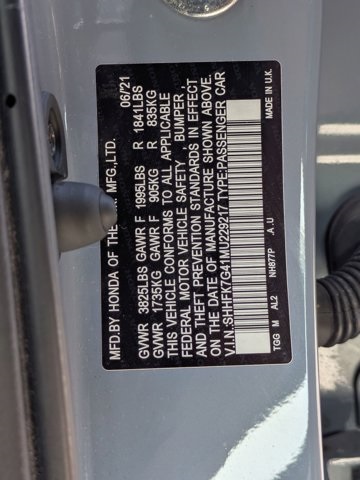 MFD.BY HONDA OF THE MFG.,LTD. 06/21
GVWR 3825LBS GAWR F 1995LBS R 1841LBS
1735KG GAWR F 905KG R 835KG
THIS VEHICLE CONFORMS TO ALL APPLICABLE
FEDERAL MOTOR VEHICLE SAFETY , BUMPER ,
AND THEFT PREVENTION STANDARDS IN EFFECT
ON THE DATE OF MANUFACTURE SHOWN ABOVE.
V.I.N.:SHHFK7G41MU229217 TYPE:PASSENGER CAR
TGG M AL2 NH877P .A .U MADE IN U.K.